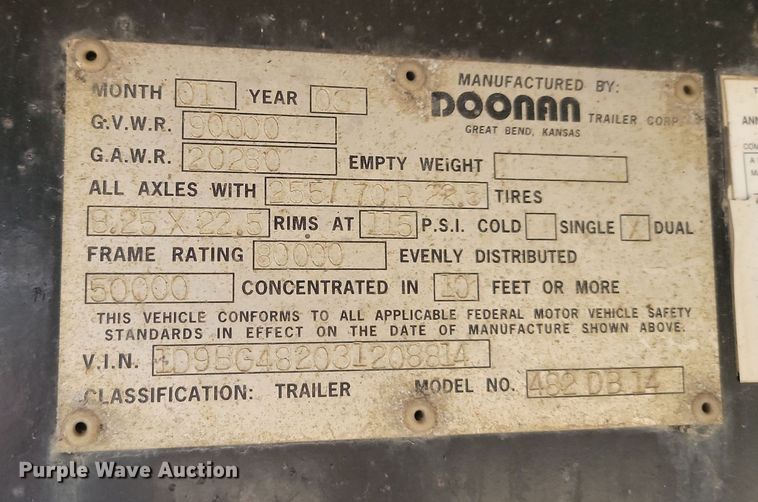 MONTH 01 YEAR 03 MANUFACTURED BY:
DOONAN TRAILER CORP.
GREAT BEND, KANSAS
G.V.W.R. 90000
G.A.W.R. 20260 EMPTY WEIGHT
ALL AXLES WITH 255/70R 22.5 TIRES
8.25 X 22.5 RIMS AT 115 P.S.I. COLD SINGLE / DUAL
FRAME RATING 80000 EVENLY DISTRIBUTED
50000 CONCENTRATED IN 10 FEET OR MORE
THIS VEHICLE CONFORMS TO ALL APPLICABLE FEDERAL MOTOR VEHICLE SAFETY
STANDARDS IN EFFECT ON THE DATE OF MANUFACTURE SHOWN ABOVE.
V.I.N. 1D9BG482031208814
CLASSIFICATION: TRAILER MODEL NO. 482 DB 14
Purple Wave Auction